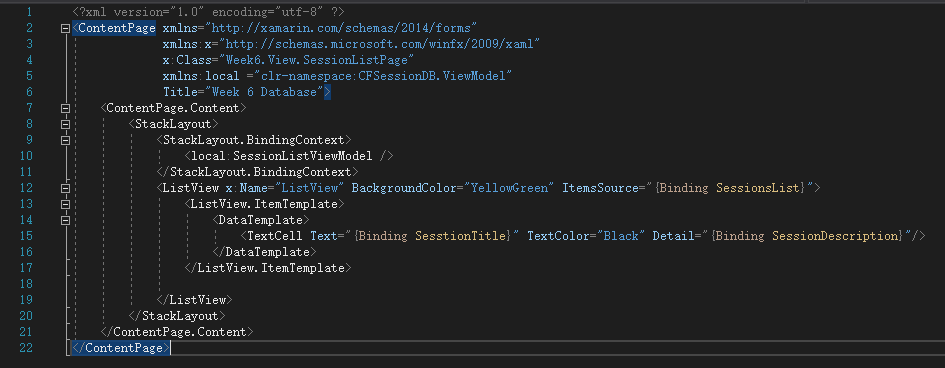 1 <?xml version="1.0" encoding="utf-8" ?>
2 <ContentPage xmlns="http://xamarin.com/schemas/2014/forms"
3 xmlns:x="http://schemas.microsoft.com/winfx/2009/xaml"
4 x:Class="Week6.View.SessionListPage"
5 xmlns:local ="clr-namespace:CFSessionDB.ViewModel"
6 Title="Week 6 Database">
7 <ContentPage.Content>
8 <StackLayout>
9 <StackLayout.BindingContext>
10 <local:SessionListViewModel />
11 </StackLayout.BindingContext>
12 <ListView x:Name="ListView" BackgroundColor="YellowGreen" ItemsSource="{Binding SessionsList}">
13 <ListView.ItemTemplate>
14 <DataTemplate>
15 <TextCell Text="{Binding SesstionTitle}" TextColor="Black" Detail="{Binding SessionDescription}"/>
16 </DataTemplate>
17 </ListView.ItemTemplate>
18
19 </ListView>
20 </StackLayout>
21 </ContentPage.Content>
22 </ContentPage>